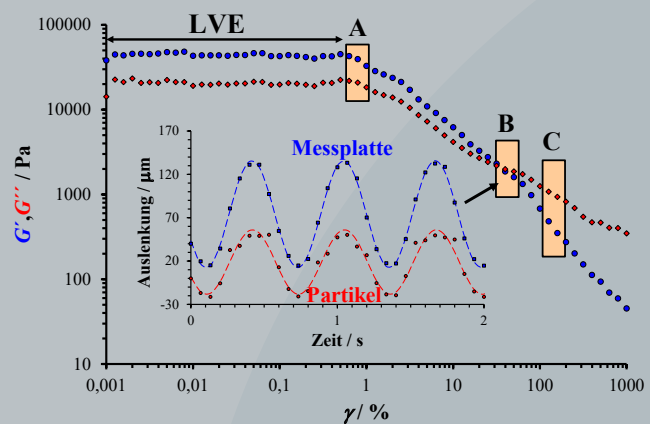 LVE
A
B
C
100000
10000
1000
100
10
G′,G′′ / Pa
0,001
0,01
0,1
1
10
100
1000
γ / %
170
120
70
20
-30
Auslenkung / μm
Messplatte
Partikel
0
1
2
Zeit / s